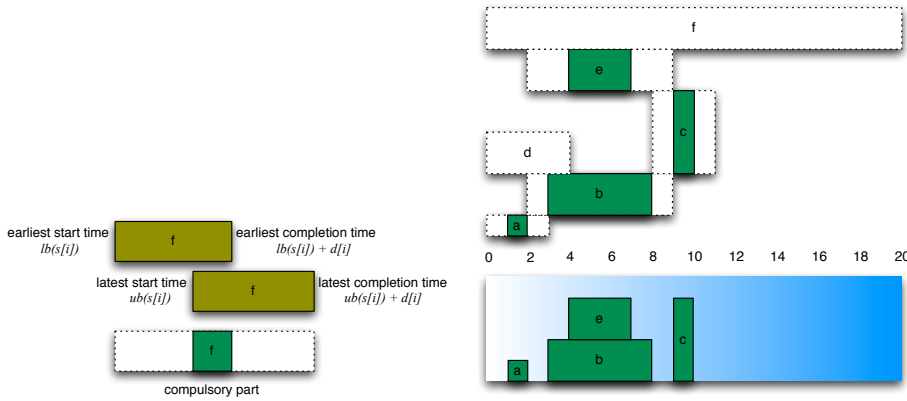 earliest start time
lb(s[i])
f
earliest completion time
lb(s[i]) + d[i]
latest start time
ub(s[i])
f
latest completion time
ub(s[i]) + d[i]
f
compulsory part
f
e
c
d
b
a
0 2 4 6 8 10 12 14 16 18 20
e
c
b
a